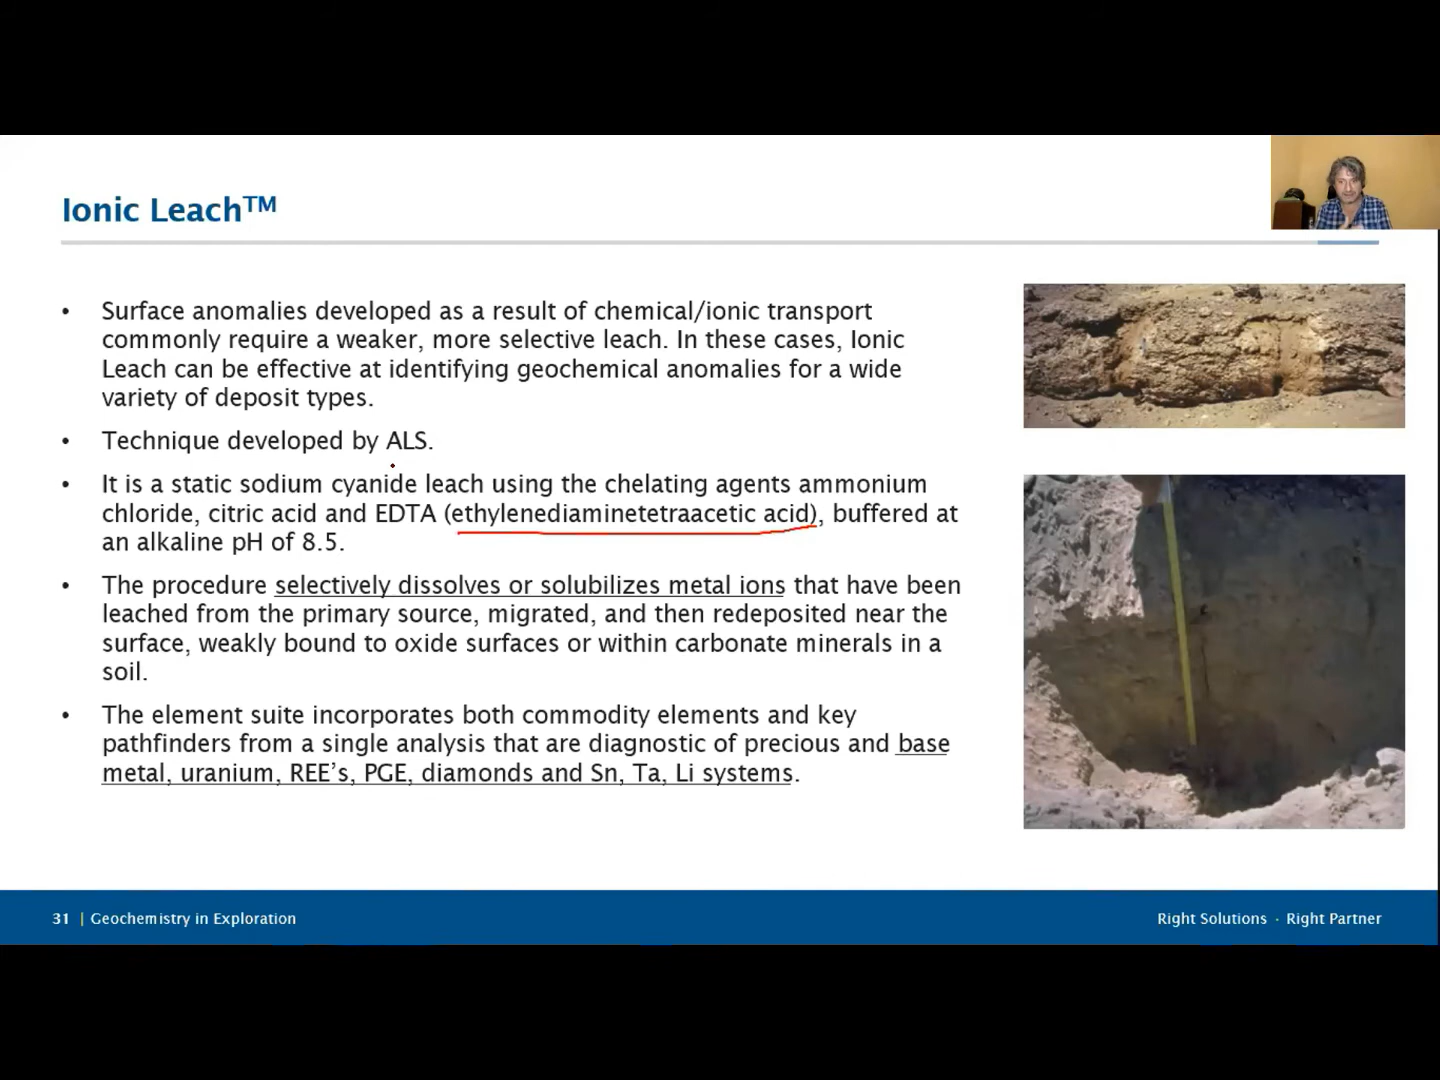 Ionic Leach™
• Surface anomalies developed as a result of chemical/ionic transport
commonly require a weaker, more selective leach. In these cases, Ionic
Leach can be effective at identifying geochemical anomalies for a wide
variety of deposit types.
• Technique developed by ALS.
• It is a static sodium cyanide leach using the chelating agents ammonium
chloride, citric acid and EDTA (ethylenediaminetetraacetic acid), buffered at
an alkaline pH of 8.5.
• The procedure selectively dissolves or solubilizes metal ions that have been
leached from the primary source, migrated, and then redeposited near the
surface, weakly bound to oxide surfaces or within carbonate minerals in a
soil.
• The element suite incorporates both commodity elements and key
pathfinders from a single analysis that are diagnostic of precious and base
metal, uranium, REE’s, PGE, diamonds and Sn, Ta, Li systems.
31 | Geochemistry in Exploration
Right Solutions · Right Partner